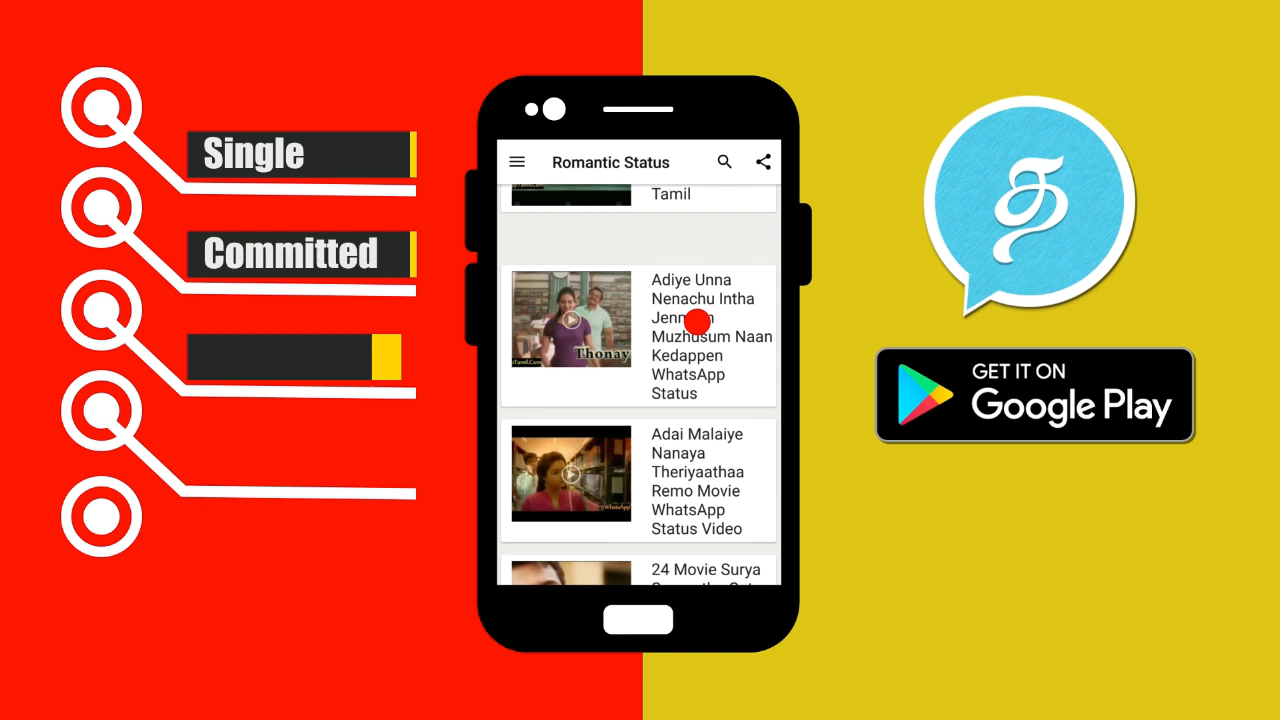 Single
Committed
Romantic Status
Tamil
Adiye Unna
Nenachu Intha
Muzhusum Naan
Kedappen
WhatsApp
Status
Thonay
Adai Malaiye
Nanaya
Theriyaathaa
Remo Movie
WhatsApp
Status Video
WhatsApp
24 Movie Surya
த
GET IT ON
Google Play